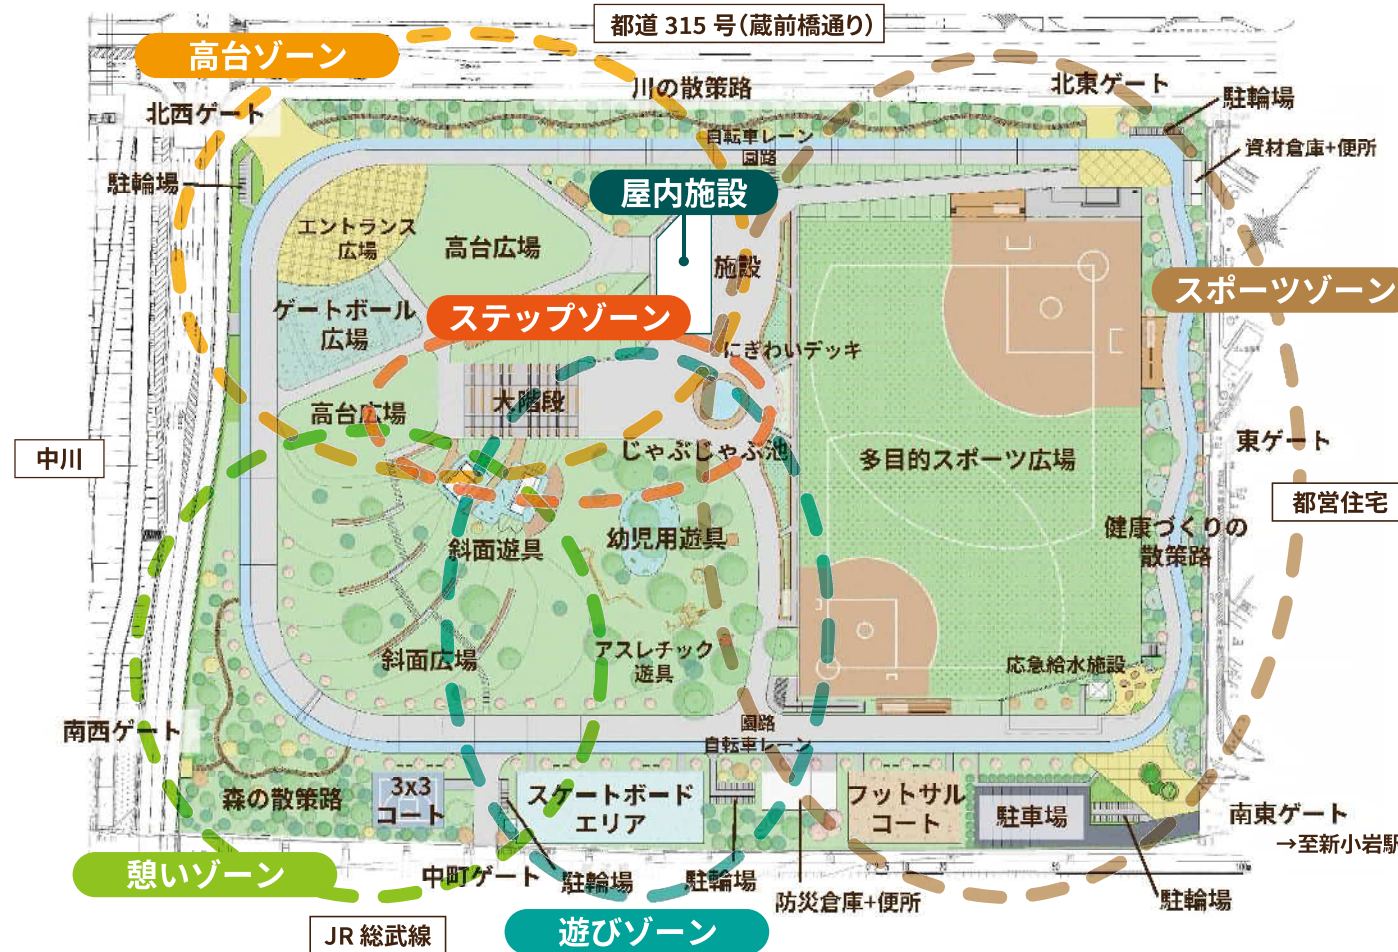 都道 315 号（蔵前橋通り）
高台ゾーン
川の散策路
北東ゲート
駐輪場
北西ゲート
自転車レーン
園路
資材倉庫+便所
駐輪場
屋内施設
エントランス
広場
高台広場
施設
スポーツゾーン
ゲートボール
広場
ステップゾーン
にぎわいデッキ
高台広場
大階段
東ゲート
じゃぶじゃぶ池
多目的スポーツ広場
中川
都営住宅
健康づくりの
散策路
斜面遊具
幼児用遊具
斜面広場
アスレチック
遊具
応急給水施設
南西ゲート
園路
自転車レーン
森の散策路
3x3
コート
スケートボード
エリア
フットサル
コート
駐車場
南東ゲート
→至新小岩駅
憩いゾーン
中町ゲート
駐輪場
駐輪場
防災倉庫+便所
駐輪場
JR 総武線
遊びゾーン